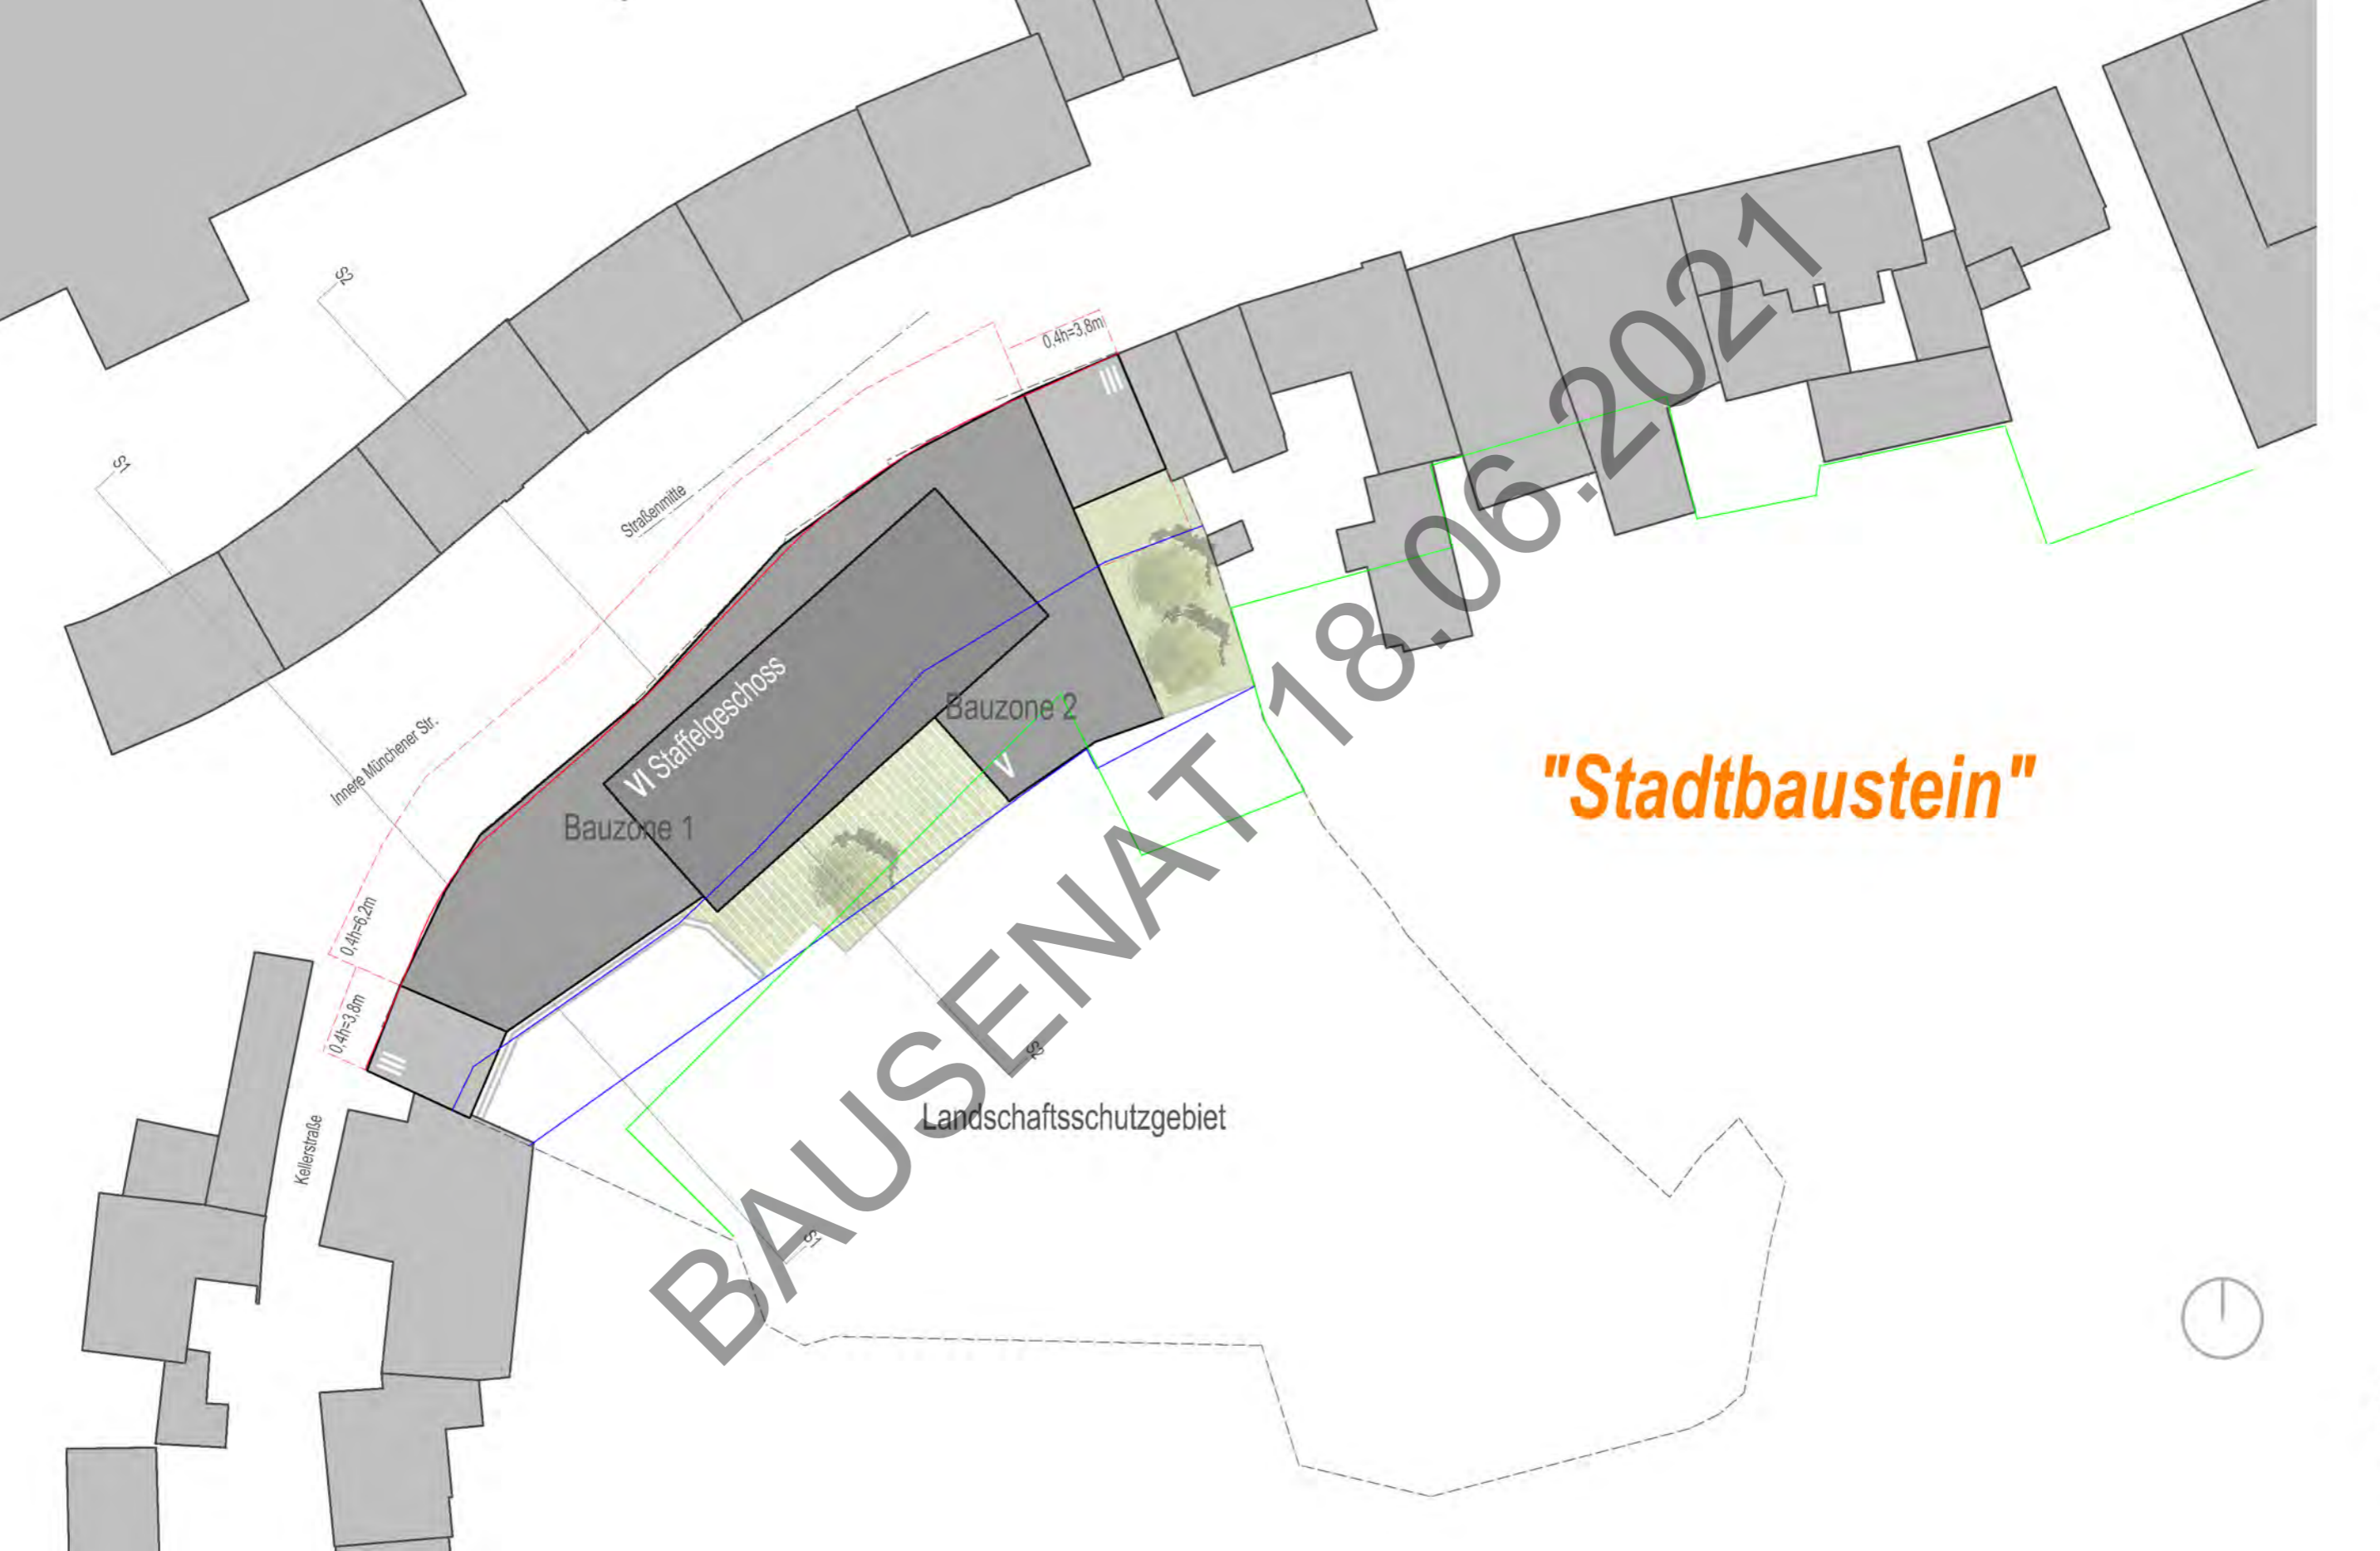 S2
0,4h=3,8m
III
S1
Straßenmitte
VI Staffelgeschoss
Innere Münchener Str.
Bauzone 2
V
"Stadtbaustein"
Bauzone 1
0,4h=6,2m
0,4h=3,8m
III
S2
Landschaftsschutzgebiet
Kellerstraße
S1
BAUSENAT 18.06.2021